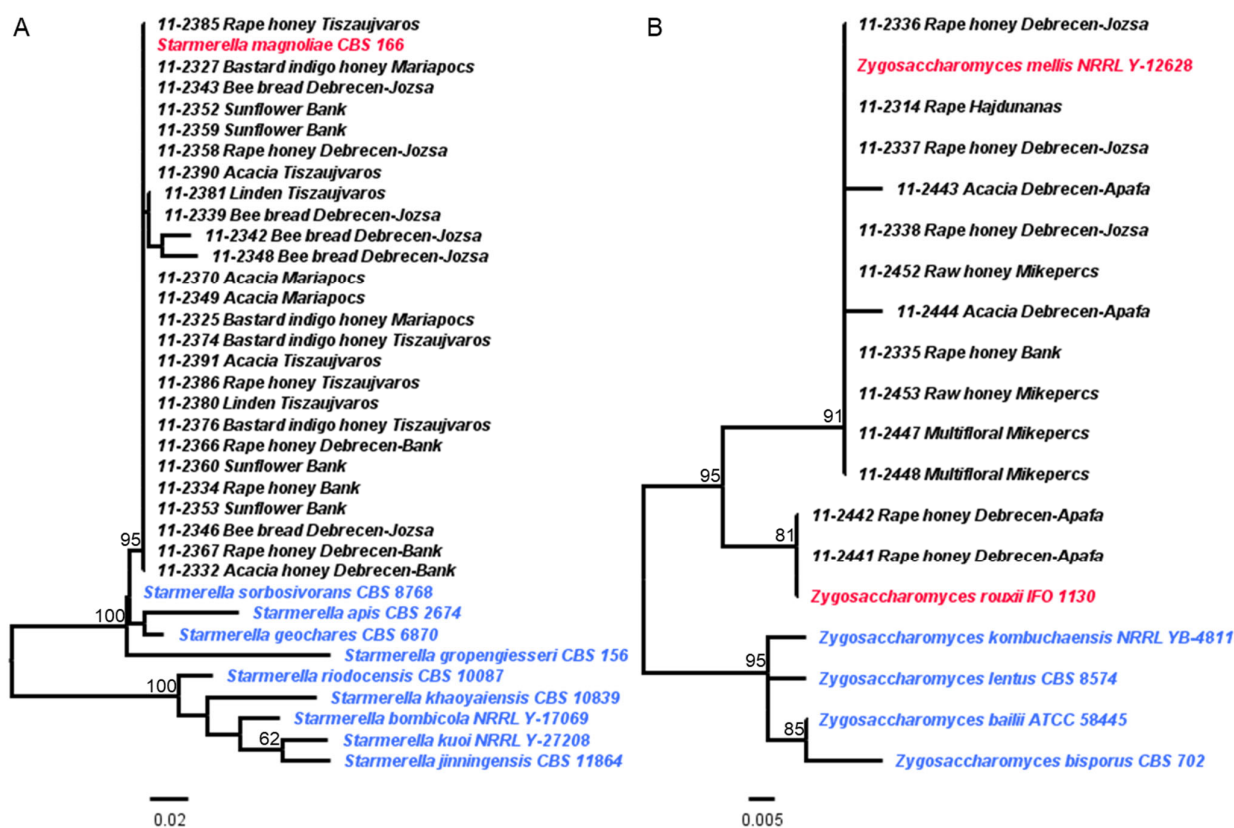 A
11-2385 Rape honey Tiszaujvaros
Starmerella magnoliae CBS 166
11-2327 Bastard indigo honey Mariapocs
11-2343 Bee bread Debrecen-Jozsa
11-2352 Sunflower Bank
11-2359 Sunflower Bank
11-2358 Rape honey Debrecen-Jozsa
11-2390 Acacia Tiszaujvaros
11-2381 Linden Tiszaujvaros
11-2339 Bee bread Debrecen-Jozsa
11-2342 Bee bread Debrecen-Jozsa
11-2348 Bee bread Debrecen-Jozsa
11-2370 Acacia Mariapocs
11-2349 Acacia Mariapocs
11-2325 Bastard indigo honey Mariapocs
11-2374 Bastard indigo honey Tiszaujvaros
11-2391 Acacia Tiszaujvaros
11-2386 Rape honey Tiszaujvaros
11-2380 Linden Tiszaujvaros
11-2376 Bastard indigo honey Tiszaujvaros
11-2366 Rape honey Debrecen-Bank
11-2360 Sunflower Bank
11-2334 Rape honey Bank
11-2353 Sunflower Bank
11-2346 Bee bread Debrecen-Jozsa
95
11-2367 Rape honey Debrecen-Bank
11-2332 Acacia honey Debrecen-Bank
Starmerella sorbosivorans CBS 8768
100
Starmerella apis CBS 2674
Starmerella geochares CBS 6870
Starmerella gropengiesseri CBS 156
100
Starmerella riodocensis CBS 10087
Starmerella khaoyaiensis CBS 10839
Starmerella bombicola NRRL Y-17069
62
Starmerella kuoi NRRL Y-27208
Starmerella jinningensis CBS 11864
0.02
B
11-2336 Rape honey Debrecen-Jozsa
Zygosaccharomyces mellis NRRL Y-12628
11-2314 Rape Hajdunanas
11-2337 Rape honey Debrecen-Jozsa
11-2443 Acacia Debrecen-Apafa
11-2338 Rape honey Debrecen-Jozsa
11-2452 Raw honey Mikepercs
11-2444 Acacia Debrecen-Apafa
11-2335 Rape honey Bank
11-2453 Raw honey Mikepercs
91
11-2447 Multifloral Mikepercs
11-2448 Multifloral Mikepercs
95
11-2442 Rape honey Debrecen-Apafa
81
11-2441 Rape honey Debrecen-Apafa
Zygosaccharomyces rouxii IFO 1130
Zygosaccharomyces kombuchaensis NRRL YB-4811
95
Zygosaccharomyces lentus CBS 8574
Zygosaccharomyces bailii ATCC 58445
85
Zygosaccharomyces bisporus CBS 702
0.005